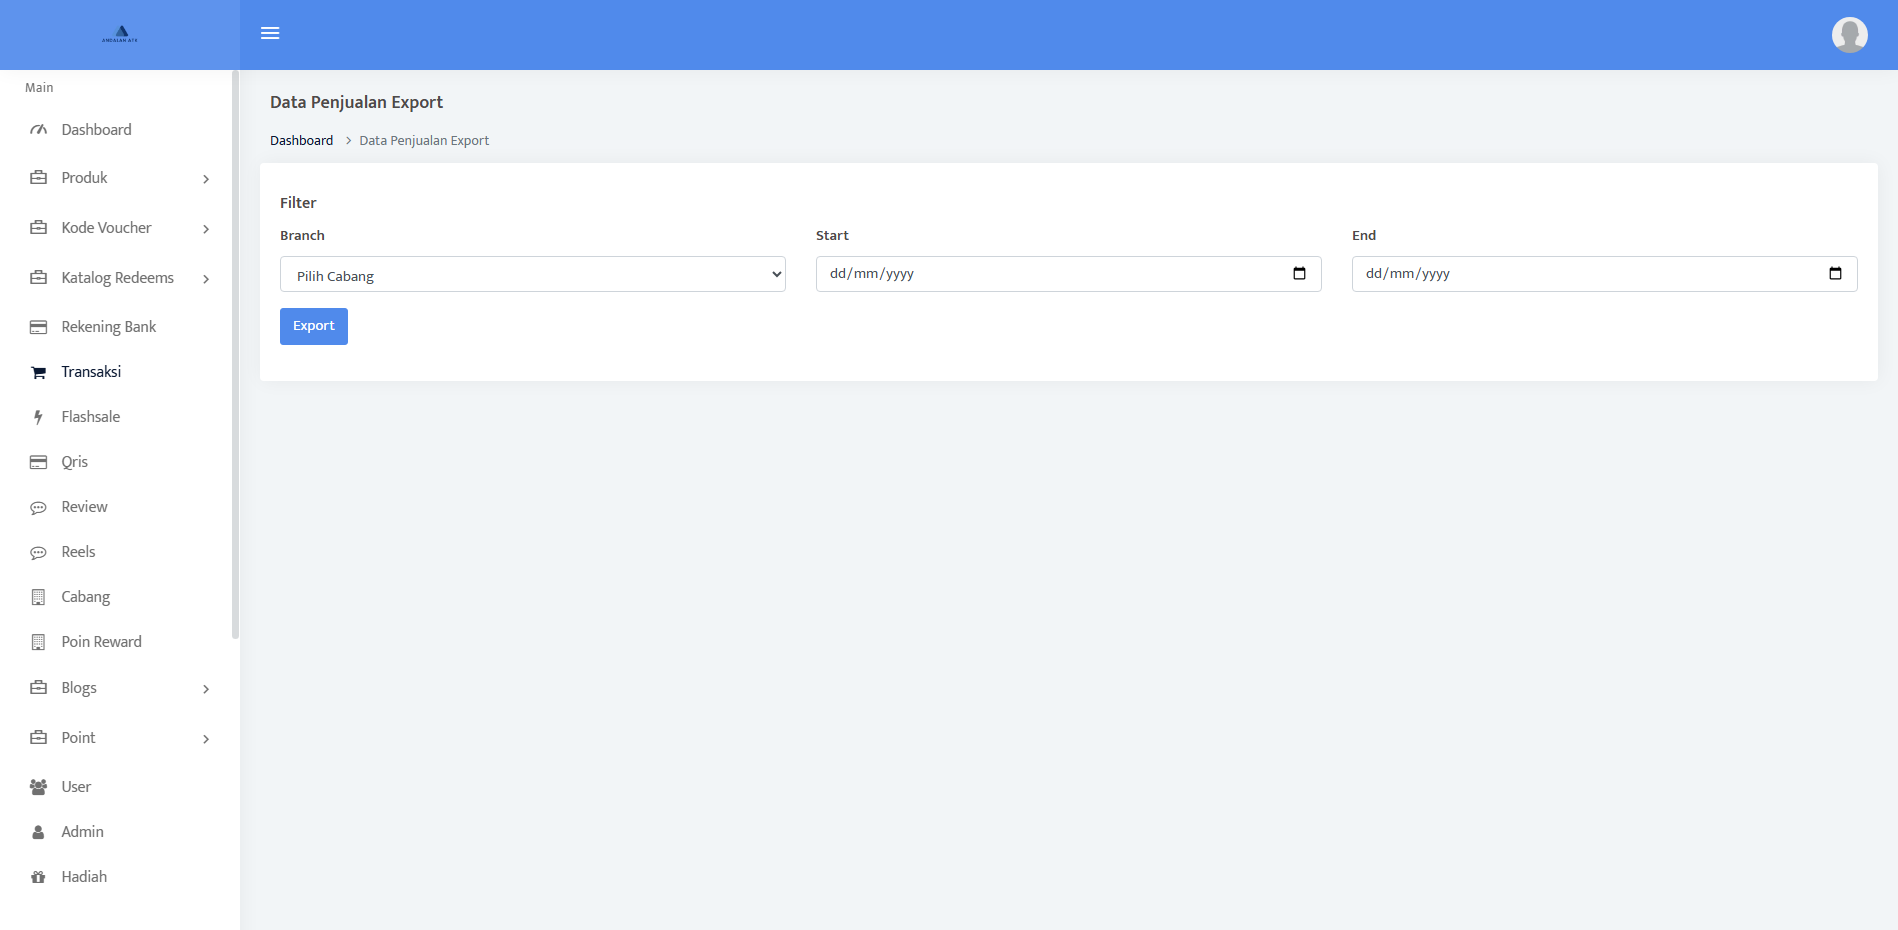 ANDALAN ATK
Main
Dashboard
Produk
Kode Voucher
Katalog Redeems
Rekening Bank
Transaksi
Flashsale
Qris
Review
Reels
Cabang
Poin Reward
Blogs
Point
User
Admin
Hadiah
Data Penjualan Export
Dashboard > Data Penjualan Export
Filter
Branch
Pilih Cabang
Start
dd/mm/yyyy
End
dd/mm/yyyy
Export